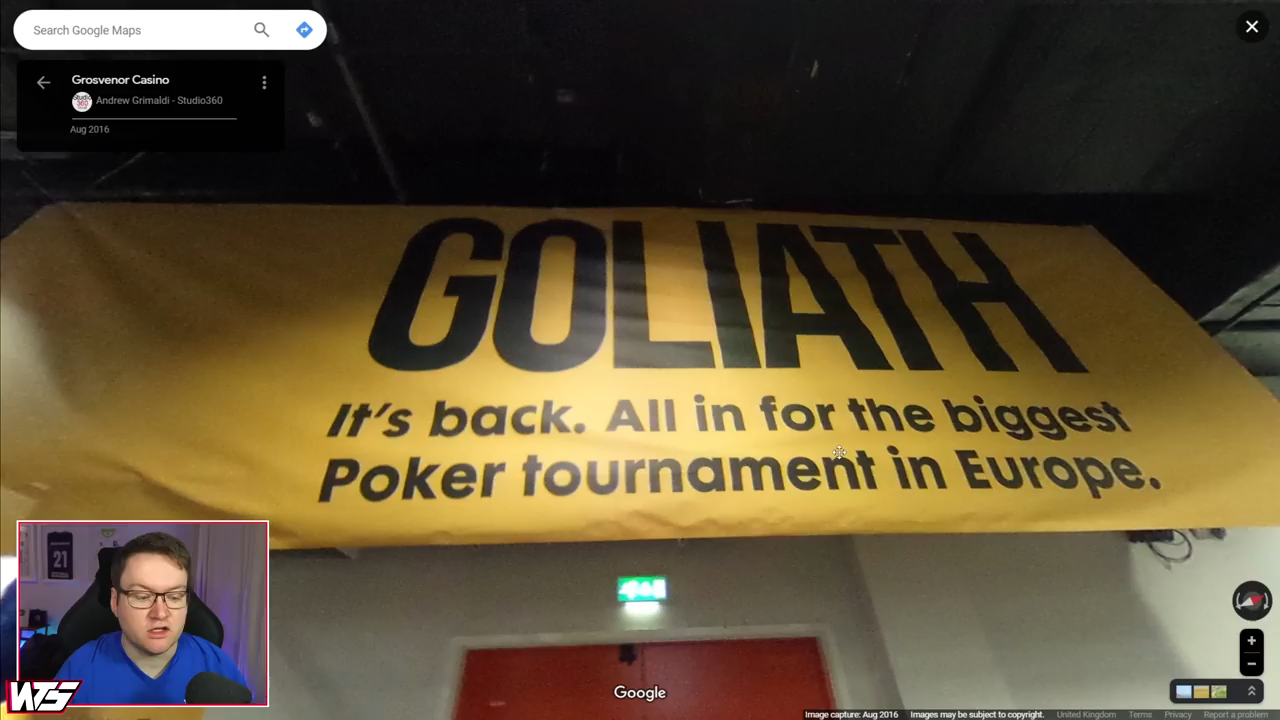 Search Google Maps
Grosvenor Casino
Andrew Grimaldi - Studio360
Aug 2016
GOLIATH
It's back. All in for the biggest
Poker tournament in Europe.
21
WTS
Google
Image capture: Aug 2016 Images may be subject to copyright. United Kingdom Terms Privacy Report a problem